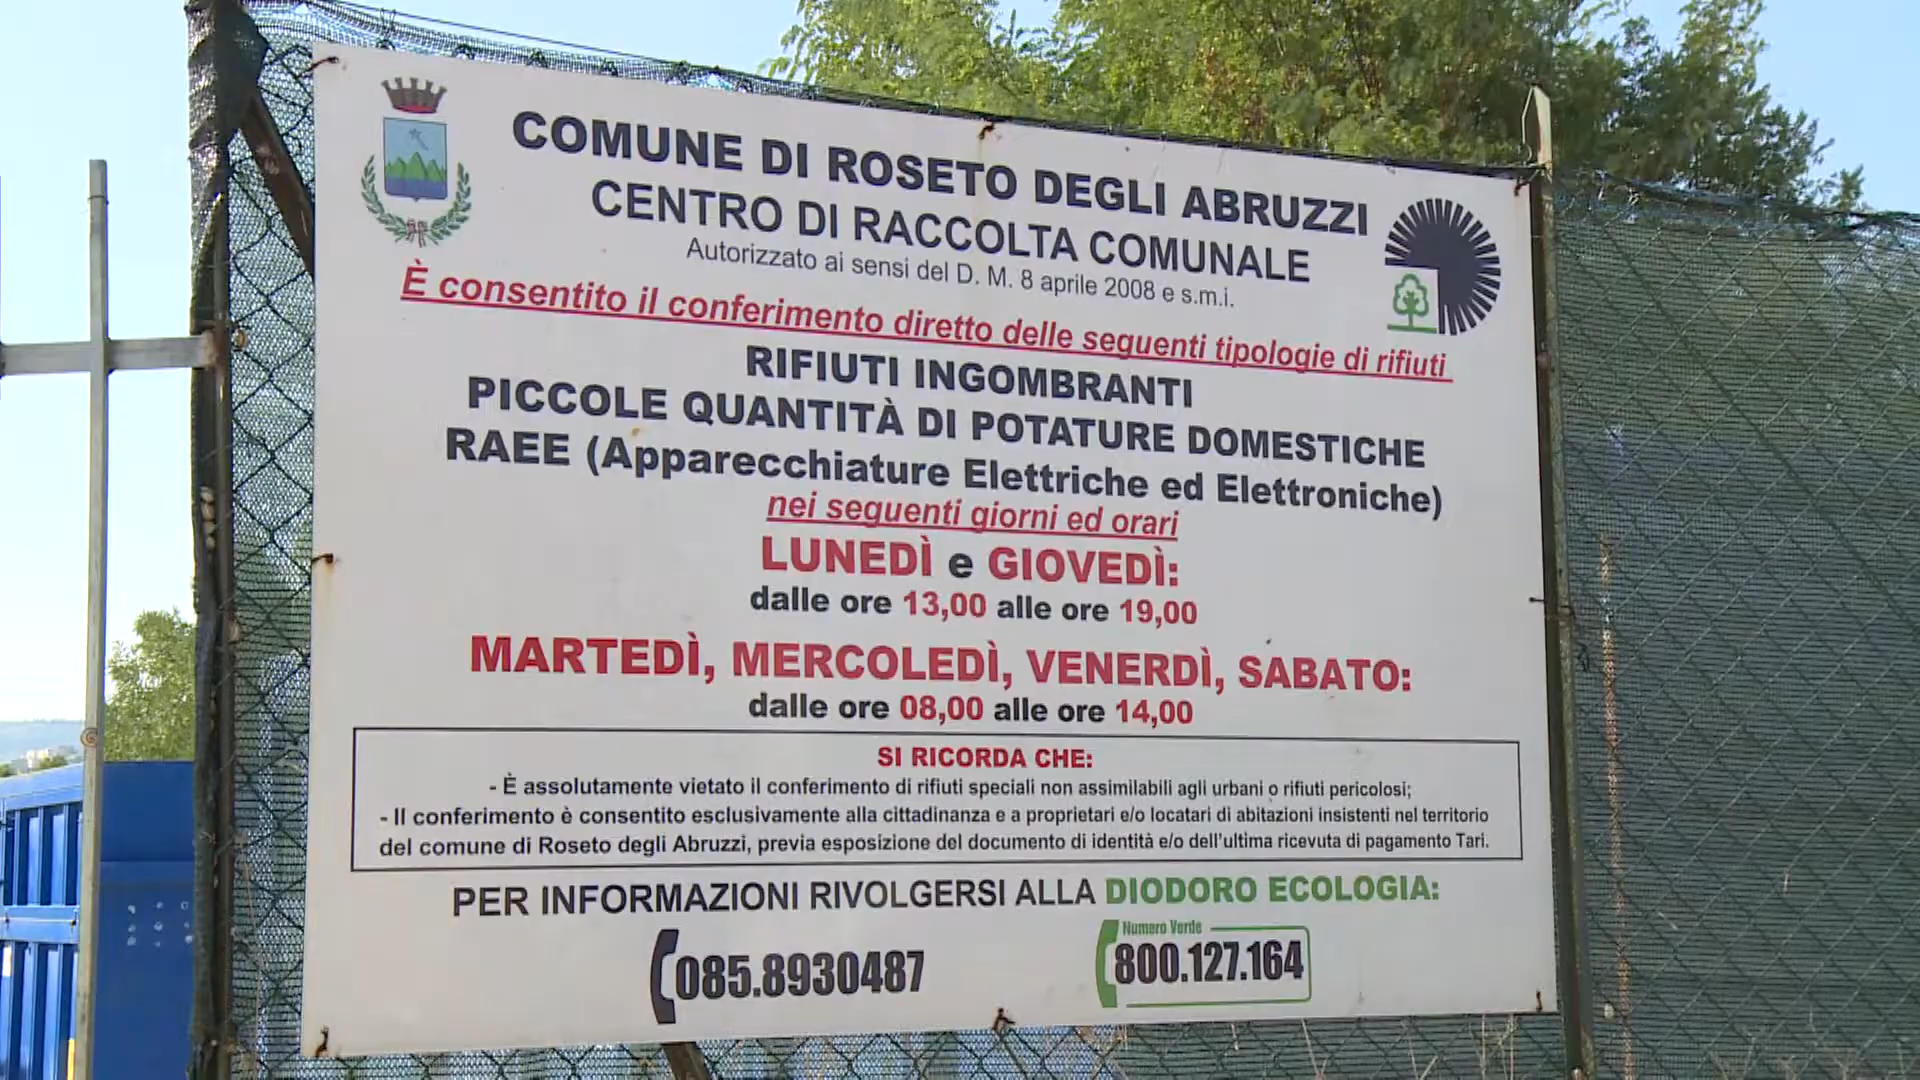 COMUNE DI ROSETO DEGLI ABRUZZI
CENTRO DI RACCOLTA COMUNALE
Autorizzato ai sensi del D. M. 8 aprile 2008 e s.m.i.
È consentito il conferimento diretto delle seguenti tipologie di rifiuti
RIFIUTI INGOMBRANTI
PICCOLE QUANTITÀ DI POTATURE DOMESTICHE
RAEE (Apparecchiature Elettriche ed Elettroniche)
nei seguenti giorni ed orari
LUNEDÌ e GIOVEDÌ:
dalle ore 13,00 alle ore 19,00
MARTEDÌ, MERCOLEDÌ, VENERDÌ, SABATO:
dalle ore 08,00 alle ore 14,00
SI RICORDA CHE:
- È assolutamente vietato il conferimento di rifiuti speciali non assimilabili agli urbani o rifiuti pericolosi;
- Il conferimento è consentito esclusivamente alla cittadinanza e a proprietari e/o locatari di abitazioni insistenti nel territorio
del comune di Roseto degli Abruzzi, previa esposizione del documento di identità e/o dell'ultima ricevuta di pagamento Tari.
PER INFORMAZIONI RIVOLGERSI ALLA DIODORO ECOLOGIA:
Numero Verde
085.8930487 800.127.164